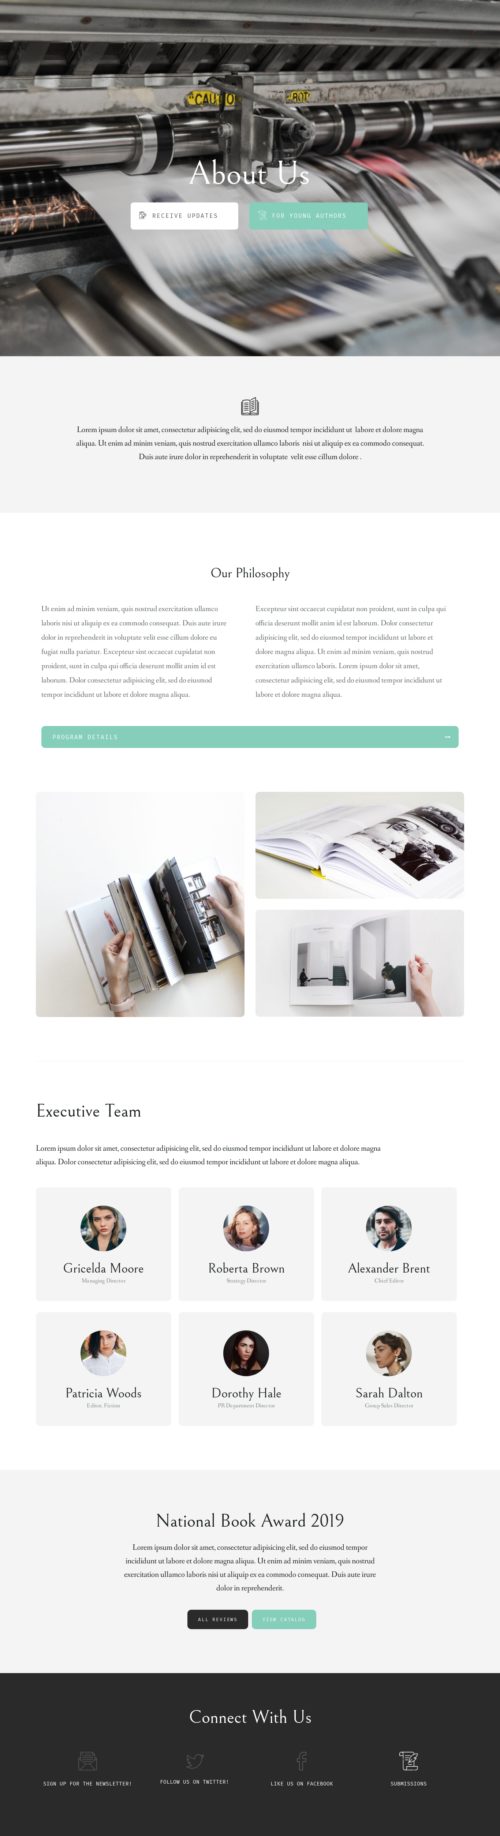 "CAUTIO
ROT
About Us
RECEIVE UPDATES
FOR YOUNG AUTHORS
Lorem ipsum dolor sit amet, consectetur adipisicing elit, sed do eiusmod tempor incididunt ut labore et dolore magna
aliqua. Ut enim ad minim veniam, quis nostrud exercitation ullamco laboris nisi ut aliquip ex ea commodo consequat.
Duis aute irure dolor in reprehenderit in voluptate velit esse cillum dolore .
Our Philosophy
Ut enim ad minim veniam, quis nostrud exercitation ullamco
laboris nisi ut aliquip ex ea commodo consequat. Duis aute irure
dolor in reprehenderit in voluptate velit esse cillum dolore eu
fugiat nulla pariatur. Excepteur sint occaecat cupidatat non
proident, sunt in culpa qui officia deserunt mollit anim id est
laborum. Dolor consectetur adipisicing elit, sed do eiusmod
tempor incididunt ut labore et dolore magna aliqua.
Excepteur sint occaecat cupidatat non proident, sunt in culpa qui
officia deserunt mollit anim id est laborum. Dolor consectetur
adipisicing elit, sed do eiusmod tempor incididunt ut labore et
dolore magna aliqua. Ut enim ad minim veniam, quis nostrud
exercitation ullamco laboris. Lorem ipsum dolor sit amet,
consectetur adipisicing elit, sed do eiusmod tempor incididunt ut
labore et dolore magna aliqua.
PROGRAM DETAILS
Executive Team
Lorem ipsum dolor sit amet, consectetur adipisicing elit, sed do eiusmod tempor incididunt ut labore et dolore magna
aliqua. Dolor consectetur adipisicing elit, sed do eiusmod tempor incididunt ut labore et dolore magna aliqua.
Gricelda Moore
Managing Director
Roberta Brown
Strategy Director
Alexander Brent
Chief Editor
Patricia Woods
Editor, Fiction
Dorothy Hale
PR Department Director
Sarah Dalton
Group Sales Director
National Book Award 2019
Lorem ipsum dolor sit amet, consectetur adipisicing elit, sed do eiusmod tempor
incididunt ut labore et dolore magna aliqua. Ut enim ad minim veniam, quis nostrud
exercitation ullamco laboris nisi ut aliquip ex ea commodo consequat. Duis aute irure
dolor in reprehenderit.
ALL REVIEWS
VIEW CATALOG
Connect With Us
SIGN UP FOR THE NEWSLETTER!
FOLLOW US ON TWITTER!
LIKE US ON FACEBOOK
SUBMISSIONS